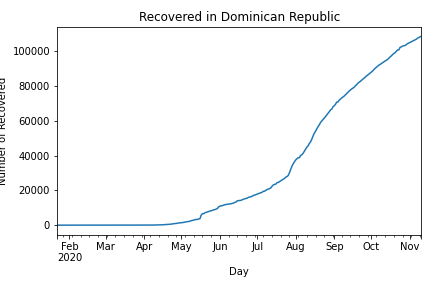 Recovered in Dominican Republic
Number of Recovered
100000
80000
60000
40000
20000
0
Feb Mar Apr May Jun Jul Aug Sep Oct Nov
2020
Day